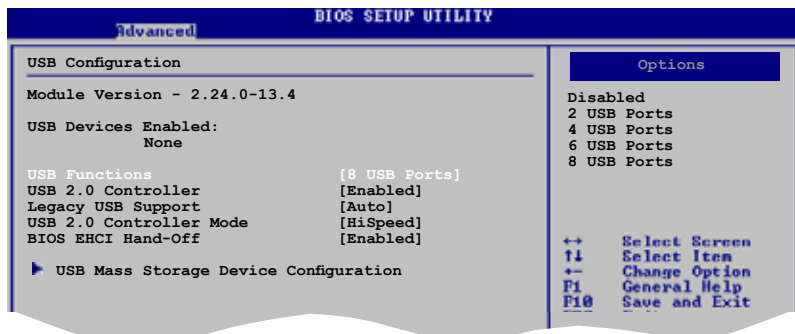 BIOS SETUP UTILITY
Advanced
USB Configuration
Module Version - 2.24.0-13.4
USB Devices Enabled:
None
USB Functions [8 USB Ports]
USB 2.0 Controller [Enabled]
Legacy USB Support [Auto]
USB 2.0 Controller Mode [HiSpeed]
BIOS EHCI Hand-Off [Enabled]
USB Mass Storage Device Configuration
Options
Disabled
2 USB Ports
4 USB Ports
6 USB Ports
8 USB Ports
↔ Select Screen
↑↓ Select Item
+- Change Option
F1 General Help
F10 Save and Exit